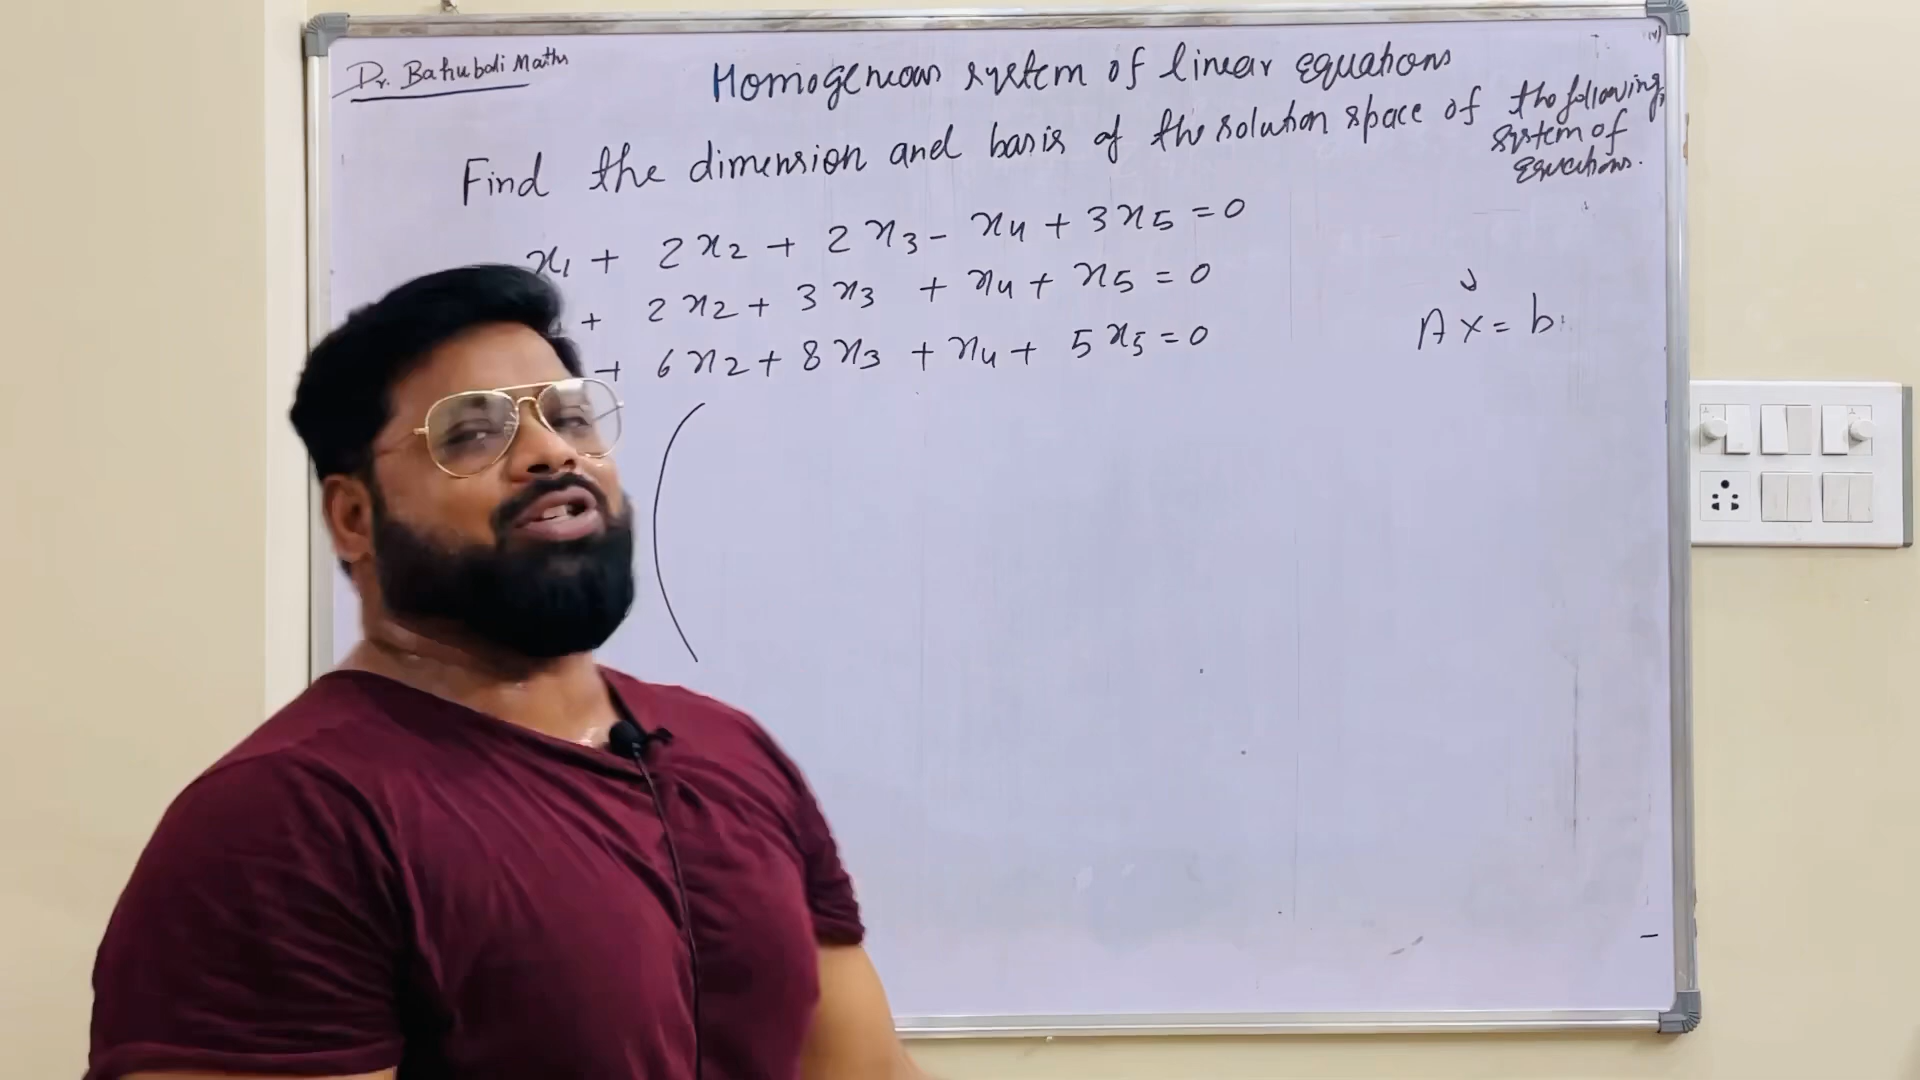 Dr. Bahubali Maths
Homogeneous system of linear equations
Find the dimension and basis of the solution space of the following
system of
equations.
x1 + 2x2 + 2x3 - x4 + 3x5 = 0
+ 2x2 + 3x3 + x4 + x5 = 0
+ 6x2 + 8x3 + x4 + 5x5 = 0
AX = b
(